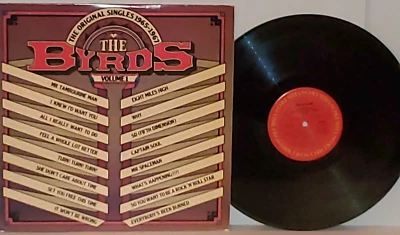 THE ORIGINAL SINGLES 1965-1967
THE
BYRDS
VOLUME 1
MR. TAMBOURINE MAN
I KNEW I'D WANT YOU
ALL I REALLY WANT TO DO
FEEL A WHOLE LOT BETTER
TURN! TURN! TURN!
SHE DON'T CARE ABOUT TIME
SET YOU FREE THIS TIME
IT WON'T BE WRONG
EIGHT MILES HIGH
WHY
5D (FIFTH DIMENSION)
CAPTAIN SOUL
MR. SPACEMAN
WHAT'S HAPPENING?!?!
SO YOU WANT TO BE A ROCK 'N' ROLL STAR
EVERYBODY'S BEEN BURNED